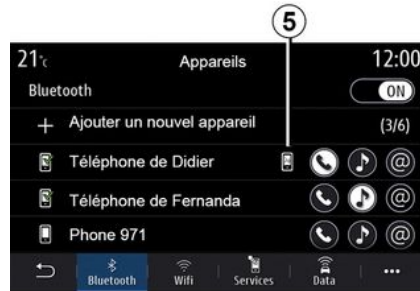 5
21°c Appareils 12:00
Bluetooth ON
+ Ajouter un nouvel appareil (3/6)
Téléphone de Didier @
Téléphone de Fernanda @
Phone 971 @
Bluetooth Wifi Services Data ...